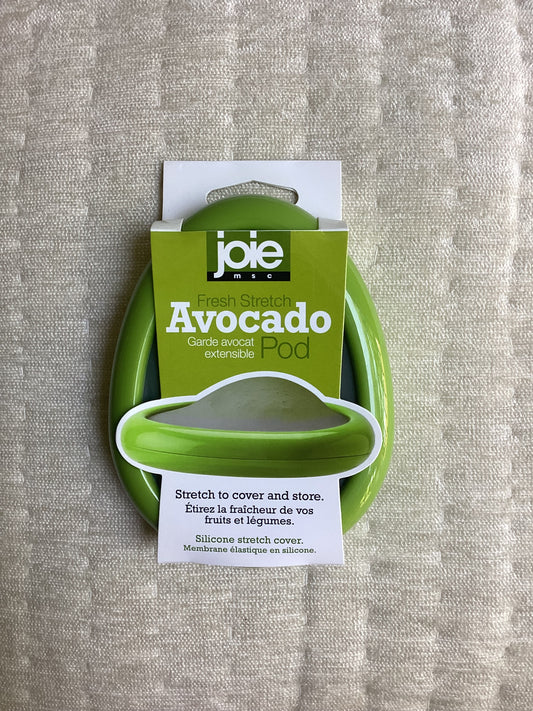 joie
msc
Fresh Stretch
Avocado
Garde avocat
extensible
Pod
Stretch to cover and store.
Étirez la fraîcheur de vos
fruits et légumes.
Silicone stretch cover.
Membrane élastique en silicone.